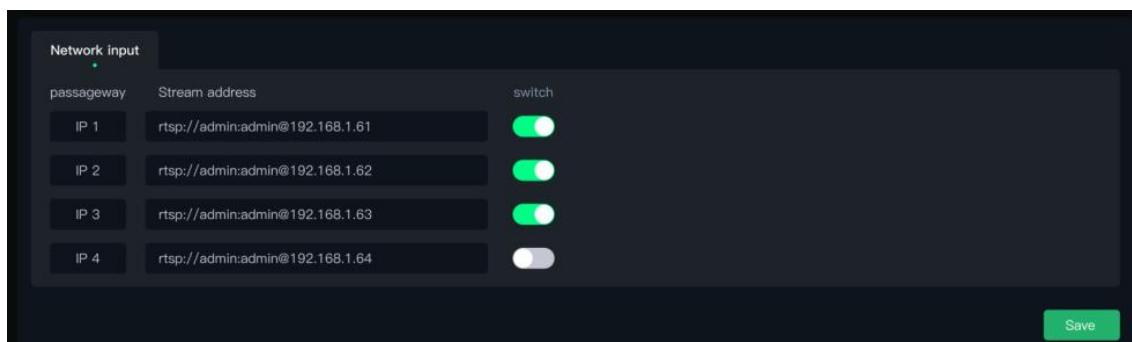 Network input
passageway Stream address switch
IP 1 rtsp://admin:admin@192.168.1.61
IP 2 rtsp://admin:admin@192.168.1.62
IP 3 rtsp://admin:admin@192.168.1.63
IP 4 rtsp://admin:admin@192.168.1.64
Save